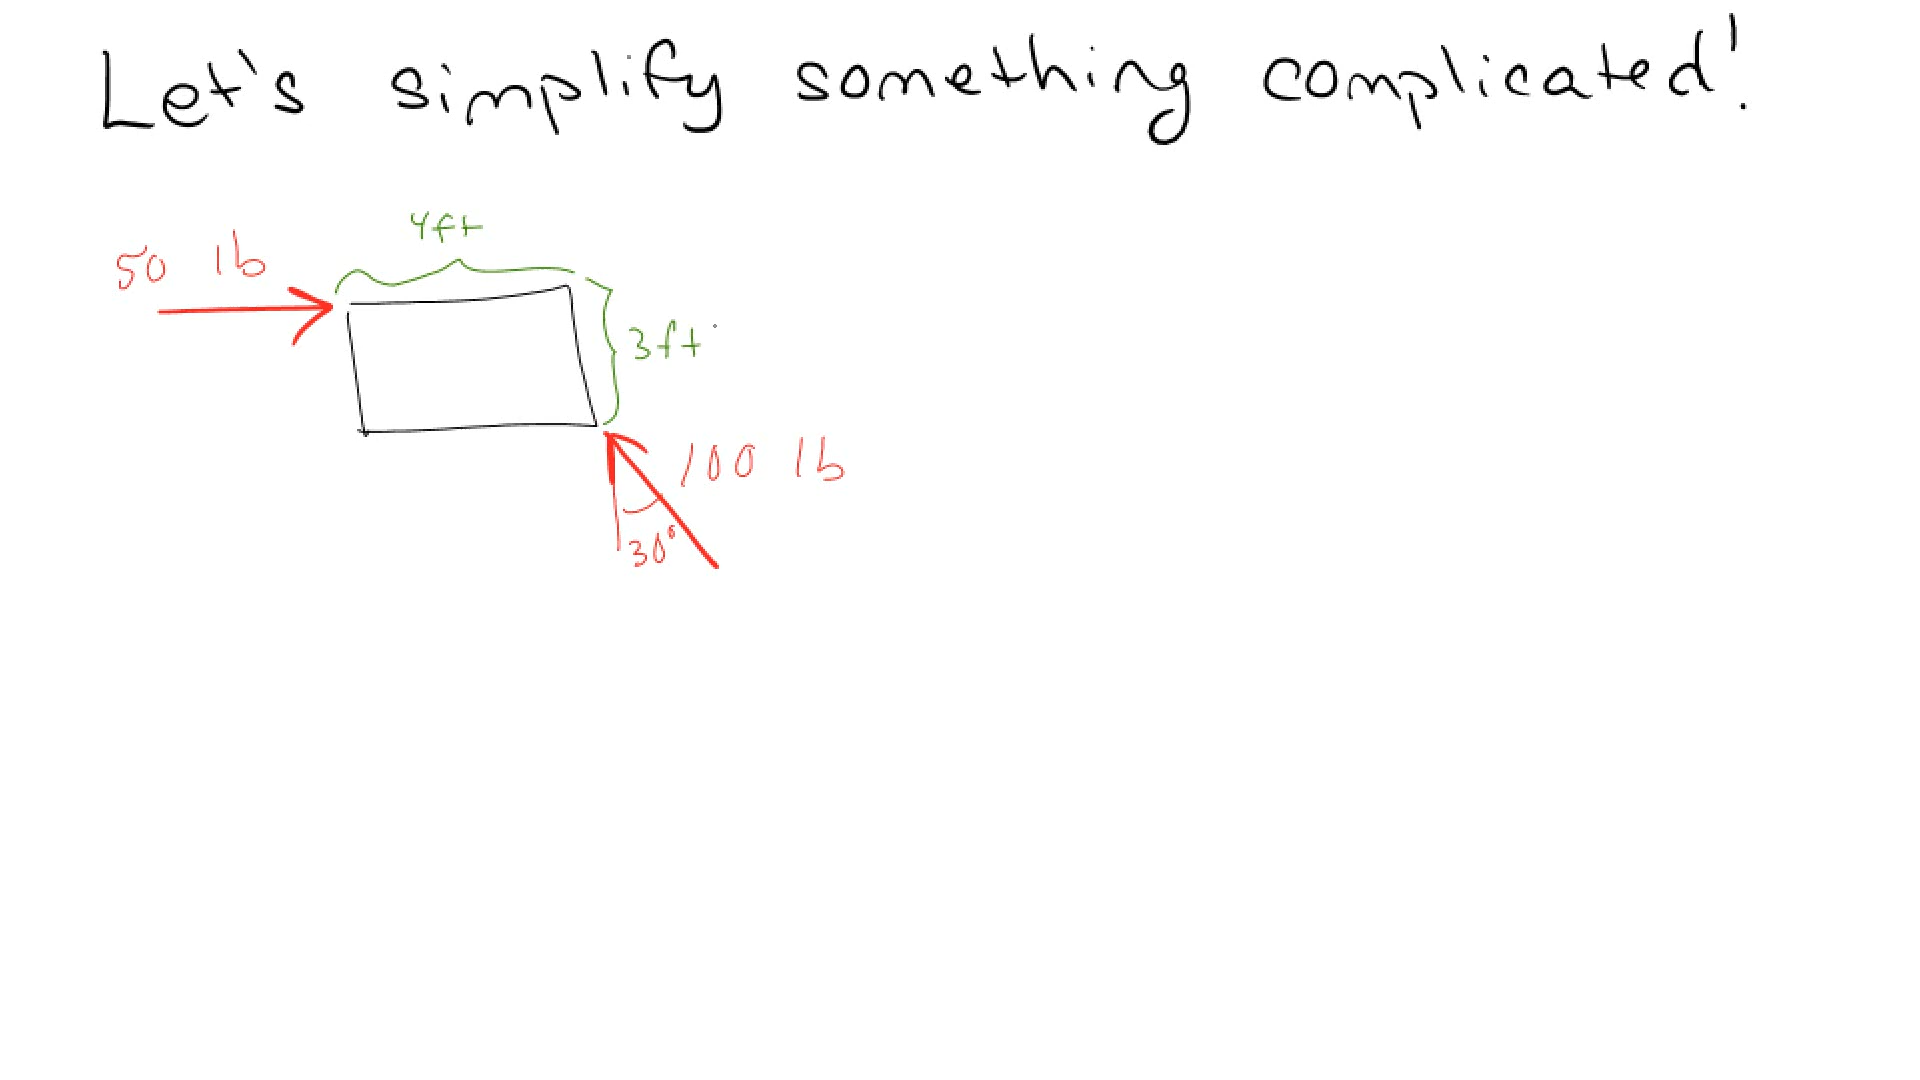 Let's simplify something complicated!
4ft
50 lb
3ft
100 lb
30°